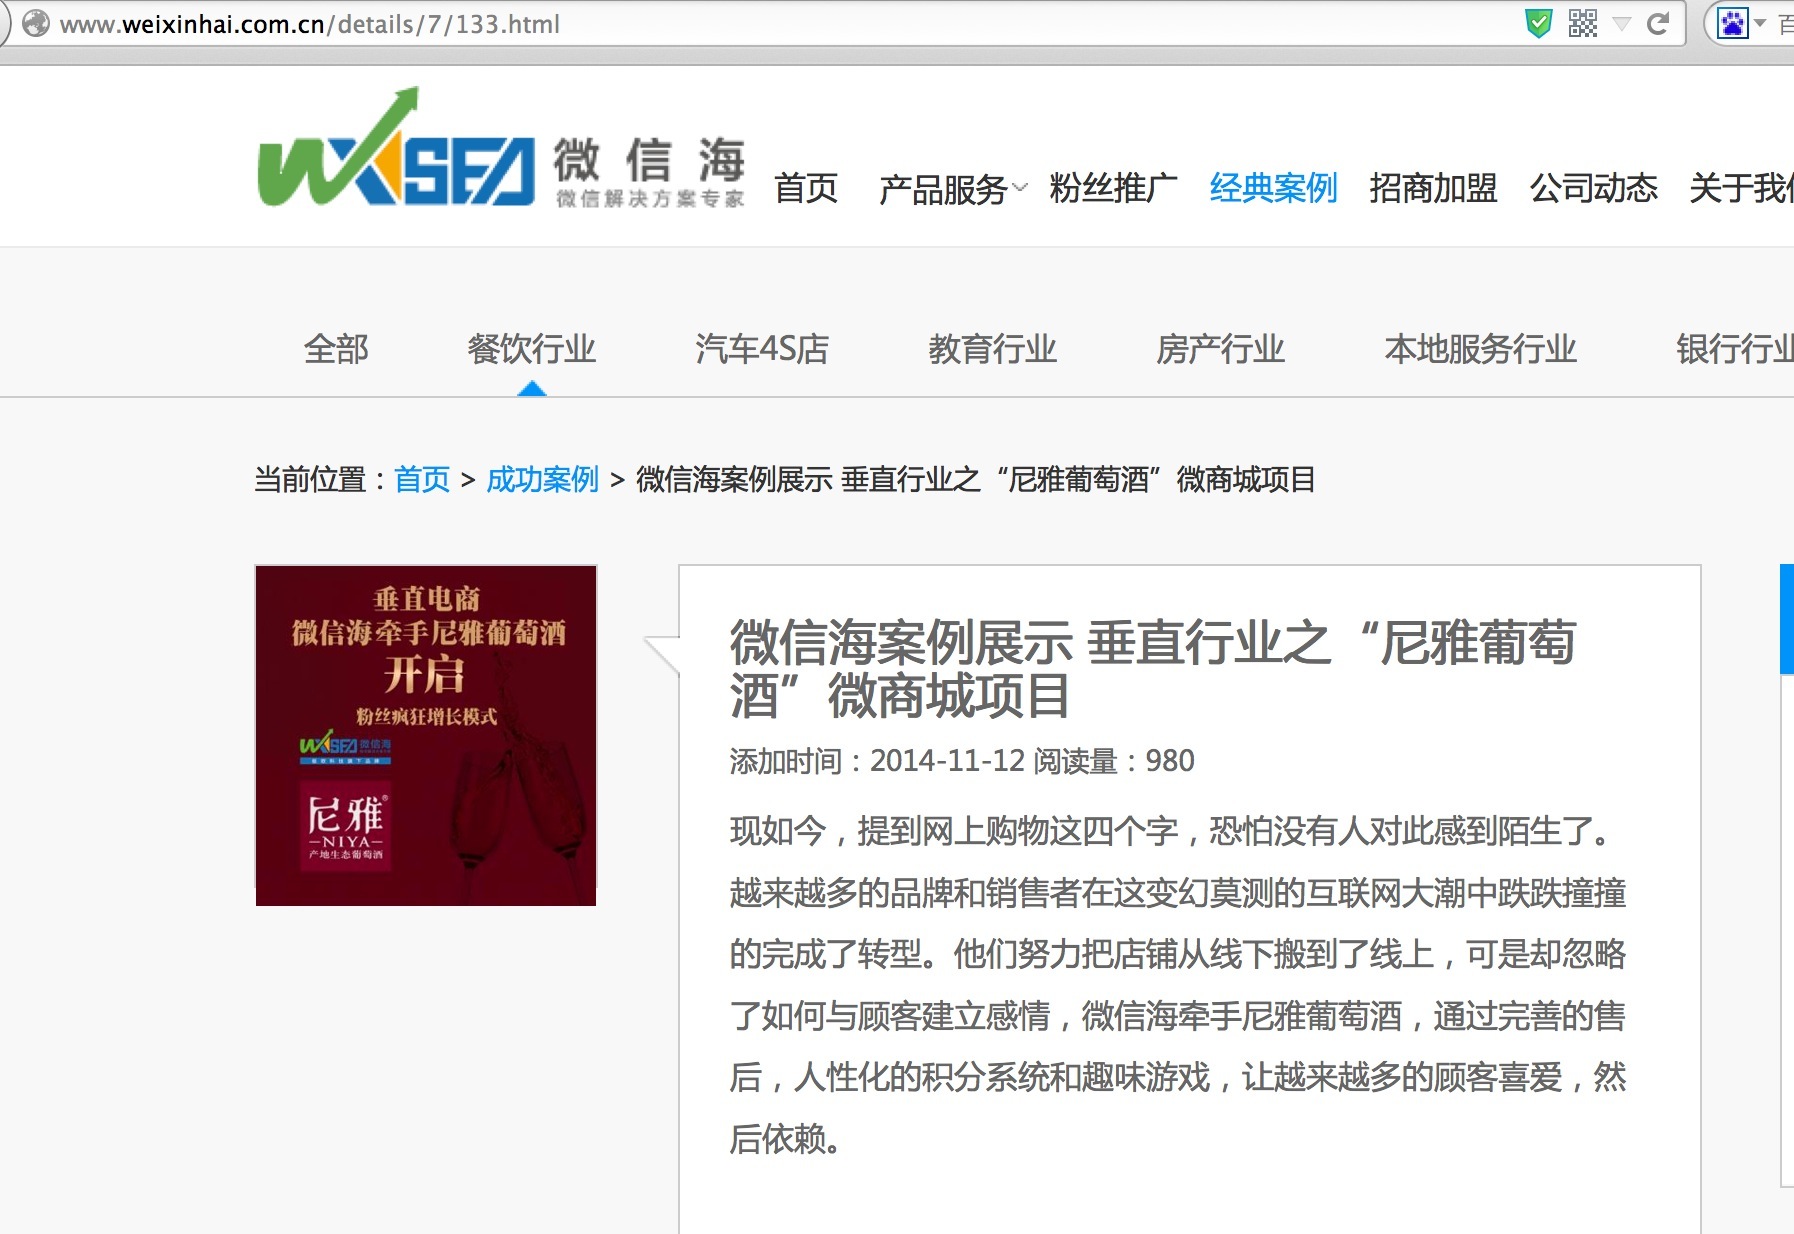 www.weixinhai.com.cn/details/7/133.html
百
WXSEA 微信海
微信解决方案专家
首页 产品服务 粉丝推广 经典案例 招商加盟 公司动态 关于我们
全部 餐饮行业 汽车4S店 教育行业 房产行业 本地服务行业 银行行业
当前位置：首页 > 成功案例 > 微信海案例展示 垂直行业之“尼雅葡萄酒”微商城项目
垂直电商
微信海牵手尼雅葡萄酒
开启
粉丝疯狂增长模式
WXSEA 微信海
尼雅®
NIYA
产地生态葡萄酒
微信海案例展示 垂直行业之“尼雅葡萄
酒”微商城项目
添加时间：2014-11-12 阅读量：980
现如今，提到网上购物这四个字，恐怕没有人对此感到陌生了。
越来越多的品牌和销售者在这变幻莫测的互联网大潮中跌跌撞撞
的完成了转型。他们努力把店铺从线下搬到了线上，可是却忽略
了如何与顾客建立感情，微信海牵手尼雅葡萄酒，通过完善的售
后，人性化的积分系统和趣味游戏，让越来越多的顾客喜爱，然
后依赖。